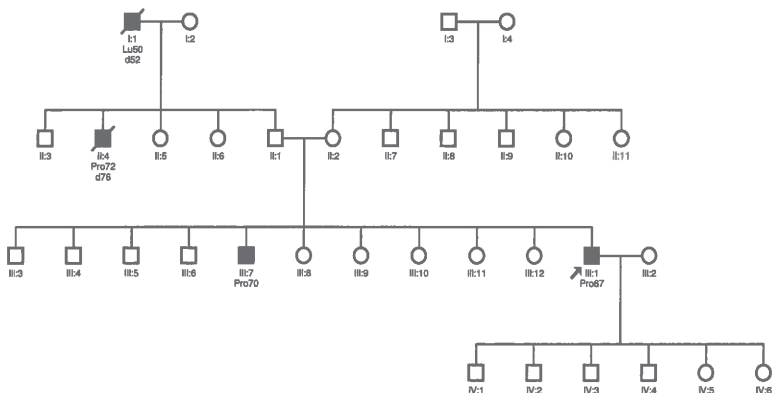 I:1 I:2 I:3 I:4
Lu50
d52
II:3 II:4 II:5 II:6 II:1 II:2 II:7 II:8 II:9 II:10 II:11
Pro72
d76
III:3 III:4 III:5 III:6 III:7 III:8 III:9 III:10 III:11 III:12 III:1 III:2
Pro70 Pro67
IV:1 IV:2 IV:3 IV:4 IV:5 IV:6